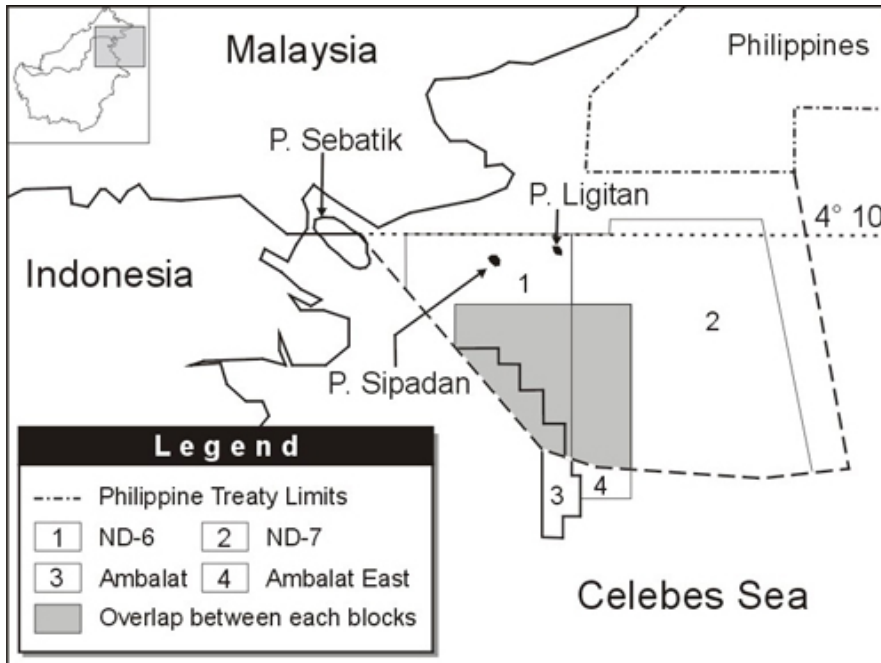 Malaysia
Philippines
P. Sebatik
P. Ligitan
4° 10
Indonesia
1
2
P. Sipadan
3
4
Celebes Sea
Legend
Philippine Treaty Limits
1 ND-6 2 ND-7
3 Ambalat 4 Ambalat East
Overlap between each blocks